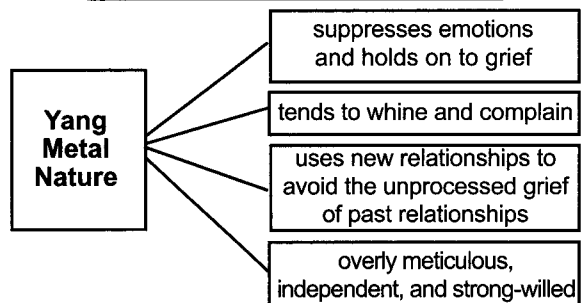 Yang
Metal
Nature
suppresses emotions
and holds on to grief
tends to whine and complain
uses new relationships to
avoid the unprocessed grief
of past relationships
overly meticulous,
independent, and strong-willed